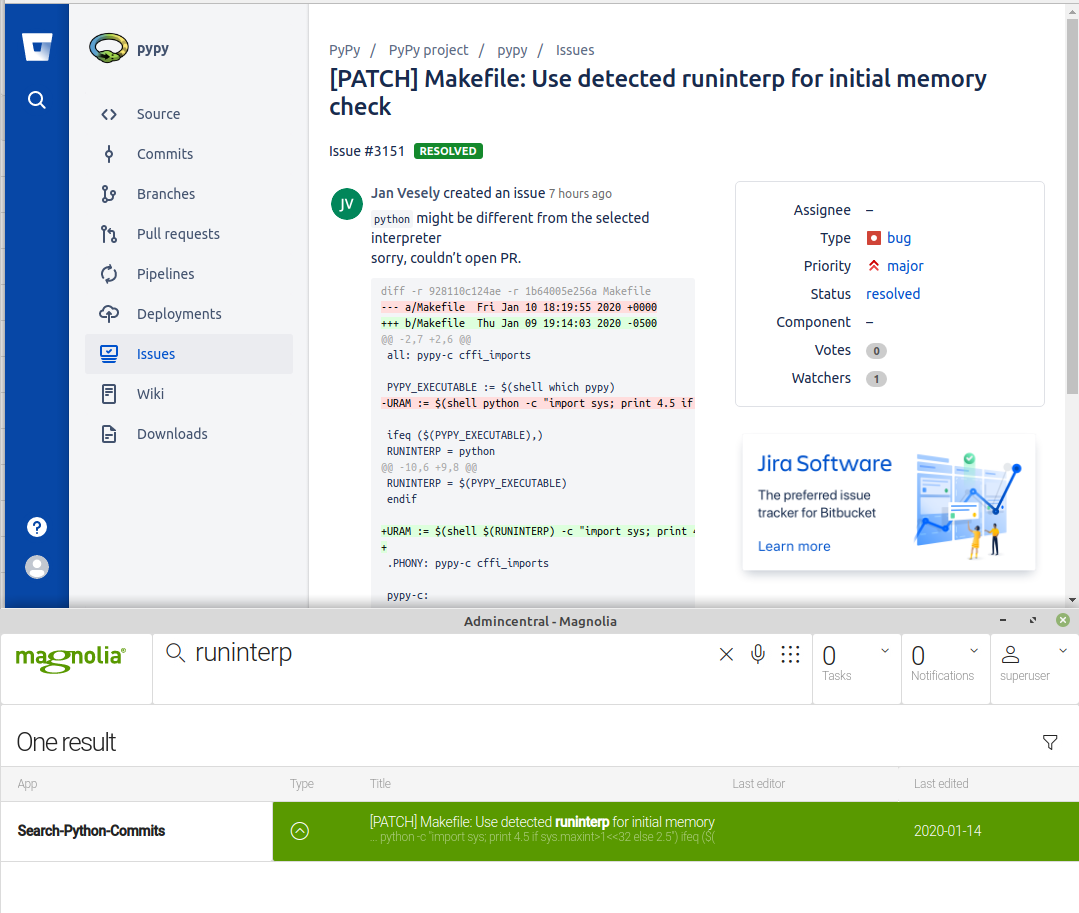 pypy
Source
Commits
Branches
Pull requests
Pipelines
Deployments
Issues
Wiki
Downloads
PyPy / PyPy project / pypy / Issues
[PATCH] Makefile: Use detected runinterp for initial memory
check
Issue #3151 RESOLVED
JV
Jan Vesely created an issue 7 hours ago
python might be different from the selected
interpreter
sorry, couldn’t open PR.
diff -r 928110c124ae -r 1b64005e256a Makefile
--- a/Makefile  Fri Jan 10 18:19:55 2020 +0000
+++ b/Makefile  Thu Jan 09 19:14:03 2020 -0500
@@ -2,7 +2,6 @@
all: pypy-c cffi_imports
PYPY_EXECUTABLE := $(shell which pypy)
-URAM := $(shell python -c "import sys; print 4.5 if
ifeq ($(PYPY_EXECUTABLE),)
RUNINTERP = python
@@ -10,6 +9,8 @@
RUNINTERP = $(PYPY_EXECUTABLE)
endif
+URAM := $(shell $(RUNINTERP) -c "import sys; print
+
.PHONY: pypy-c cffi_imports
pypy-c:
Assignee –
Type bug
Priority major
Status resolved
Component –
Votes 0
Watchers 1
Jira Software
The preferred issue
tracker for Bitbucket
Learn more
Admincentral - Magnolia
magnolia®
runinterp
0
Tasks
0
Notifications
superuser
One result
App Type Title Last editor Last edited
Search-Python-Commits
[PATCH] Makefile: Use detected runinterp for initial memory
... python -c "import sys; print 4.5 if sys.maxint>1<<32 else 2.5") ifeq ($(
2020-01-14